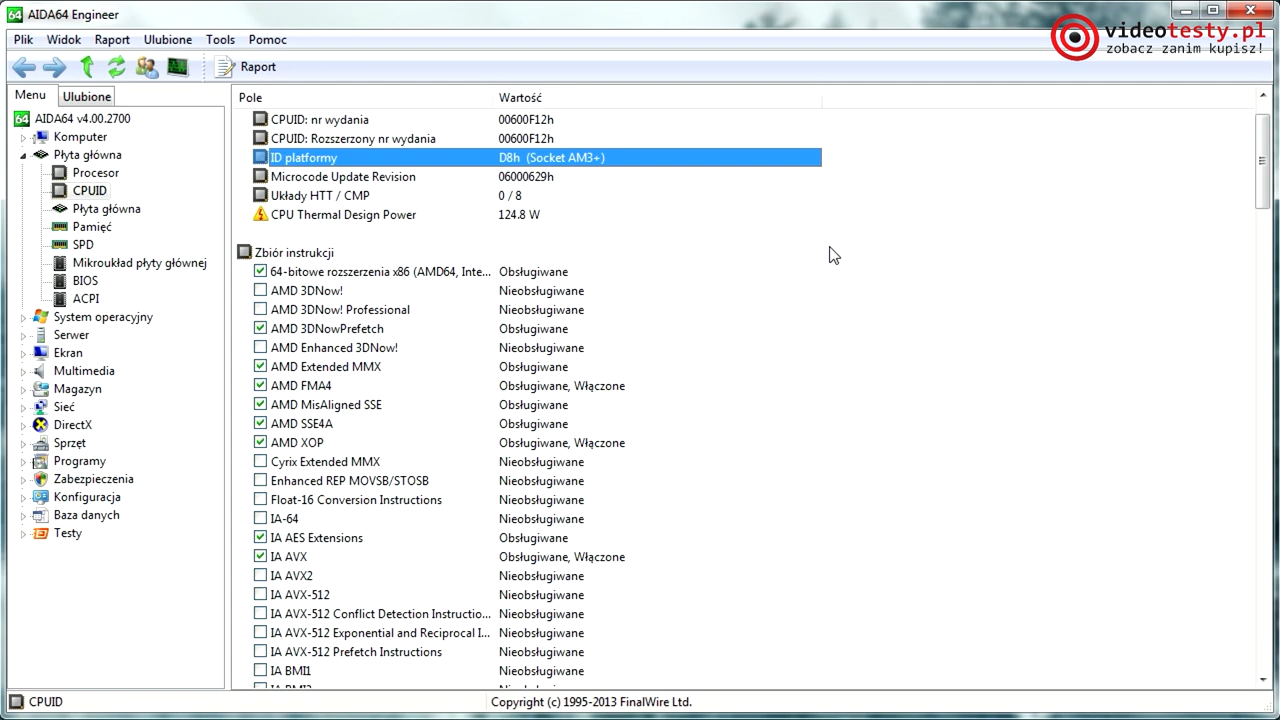 AIDA64 Engineer
videotesty.pl
zobacz zanim kupisz!
Plik Widok Raport Ulubione Tools Pomoc
Raport
Menu Ulubione
AIDA64 v4.00.2700
Komputer
Płyta główna
Procesor
CPUID
Płyta główna
Pamięć
SPD
Mikroukład płyty głównej
BIOS
ACPI
System operacyjny
Serwer
Ekran
Multimedia
Magazyn
Sieć
DirectX
Sprzęt
Programy
Zabezpieczenia
Konfiguracja
Baza danych
Testy
Pole Wartość
CPUID: nr wydania 00600F12h
CPUID: Rozszerzony nr wydania 00600F12h
ID platformy D8h (Socket AM3+)
Microcode Update Revision 06000629h
Układy HTT / CMP 0 / 8
CPU Thermal Design Power 124.8 W
Zbiór instrukcji
64-bitowe rozszerzenia x86 (AMD64, Inte... Obsługiwane
AMD 3DNow! Nieobsługiwane
AMD 3DNow! Professional Nieobsługiwane
AMD 3DNowPrefetch Obsługiwane
AMD Enhanced 3DNow! Nieobsługiwane
AMD Extended MMX Obsługiwane
AMD FMA4 Obsługiwane, Włączone
AMD MisAligned SSE Obsługiwane
AMD SSE4A Obsługiwane
AMD XOP Obsługiwane, Włączone
Cyrix Extended MMX Nieobsługiwane
Enhanced REP MOVSB/STOSB Nieobsługiwane
Float-16 Conversion Instructions Nieobsługiwane
IA-64 Nieobsługiwane
IA AES Extensions Obsługiwane
IA AVX Obsługiwane, Włączone
IA AVX2 Nieobsługiwane
IA AVX-512 Nieobsługiwane
IA AVX-512 Conflict Detection Instructio... Nieobsługiwane
IA AVX-512 Exponential and Reciprocal I... Nieobsługiwane
IA AVX-512 Prefetch Instructions Nieobsługiwane
IA BMI1 Nieobsługiwane
CPUID Copyright (c) 1995-2013 FinalWire Ltd.